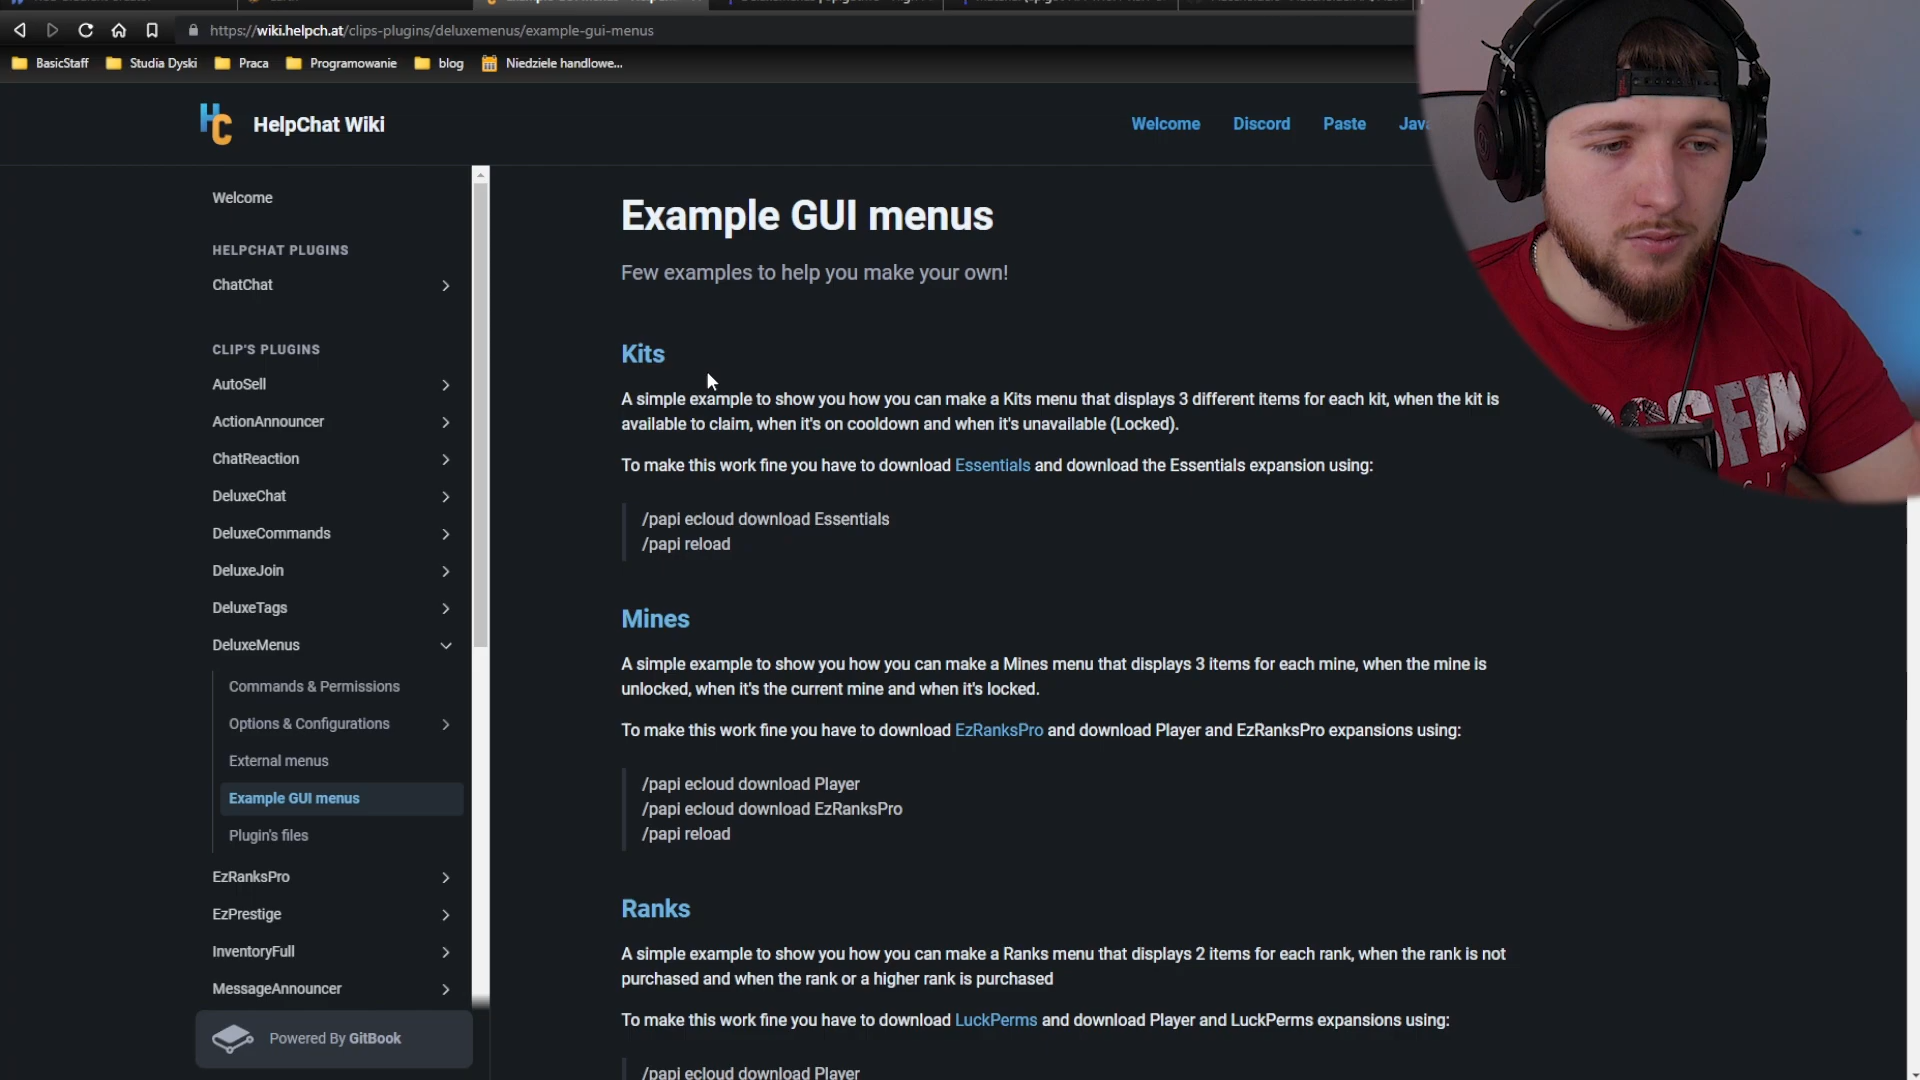 https://wiki.helpch.at/clips-plugins/deluxemenus/example-gui-menus
BasicStaff
Studia Dyski
Praca
Programowanie
blog
Niedziele handlowe...
HC
HelpChat Wiki
Welcome
Discord
Paste
Welcome
HELPCHAT PLUGINS
ChatChat
CLIP'S PLUGINS
AutoSell
ActionAnnouncer
ChatReaction
DeluxeChat
DeluxeCommands
DeluxeJoin
DeluxeTags
DeluxeMenus
Commands & Permissions
Options & Configurations
External menus
Example GUI menus
Plugin's files
EzRanksPro
EzPrestige
InventoryFull
MessageAnnouncer
Powered By GitBook
Example GUI menus
Few examples to help you make your own!
Kits
A simple example to show you how you can make a Kits menu that displays 3 different items for each kit, when the kit is
available to claim, when it's on cooldown and when it's unavailable (Locked).
To make this work fine you have to download Essentials and download the Essentials expansion using:
/papi ecloud download Essentials
/papi reload
Mines
A simple example to show you how you can make a Mines menu that displays 3 items for each mine, when the mine is
unlocked, when it's the current mine and when it's locked.
To make this work fine you have to download EzRanksPro and download Player and EzRanksPro expansions using:
/papi ecloud download Player
/papi ecloud download EzRanksPro
/papi reload
Ranks
A simple example to show you how you can make a Ranks menu that displays 2 items for each rank, when the rank is not
purchased and when the rank or a higher rank is purchased
To make this work fine you have to download LuckPerms and download Player and LuckPerms expansions using:
/papi ecloud download Player